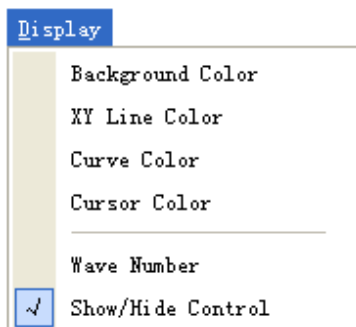 Display
Background Color
XY Line Color
Curve Color
Cursor Color
Wave Number
Show/Hide Control